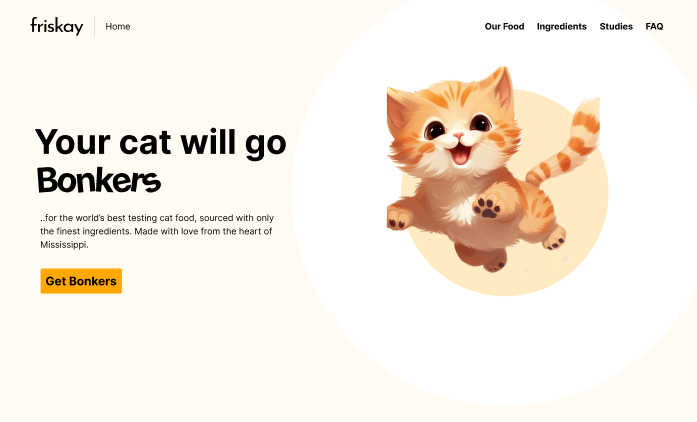 friskay
Home
Our Food
Ingredients
Studies
FAQ
Your cat will go
Bonkers
..for the world's best testing cat food, sourced with only
the finest ingredients. Made with love from the heart of
Mississippi.
Get Bonkers